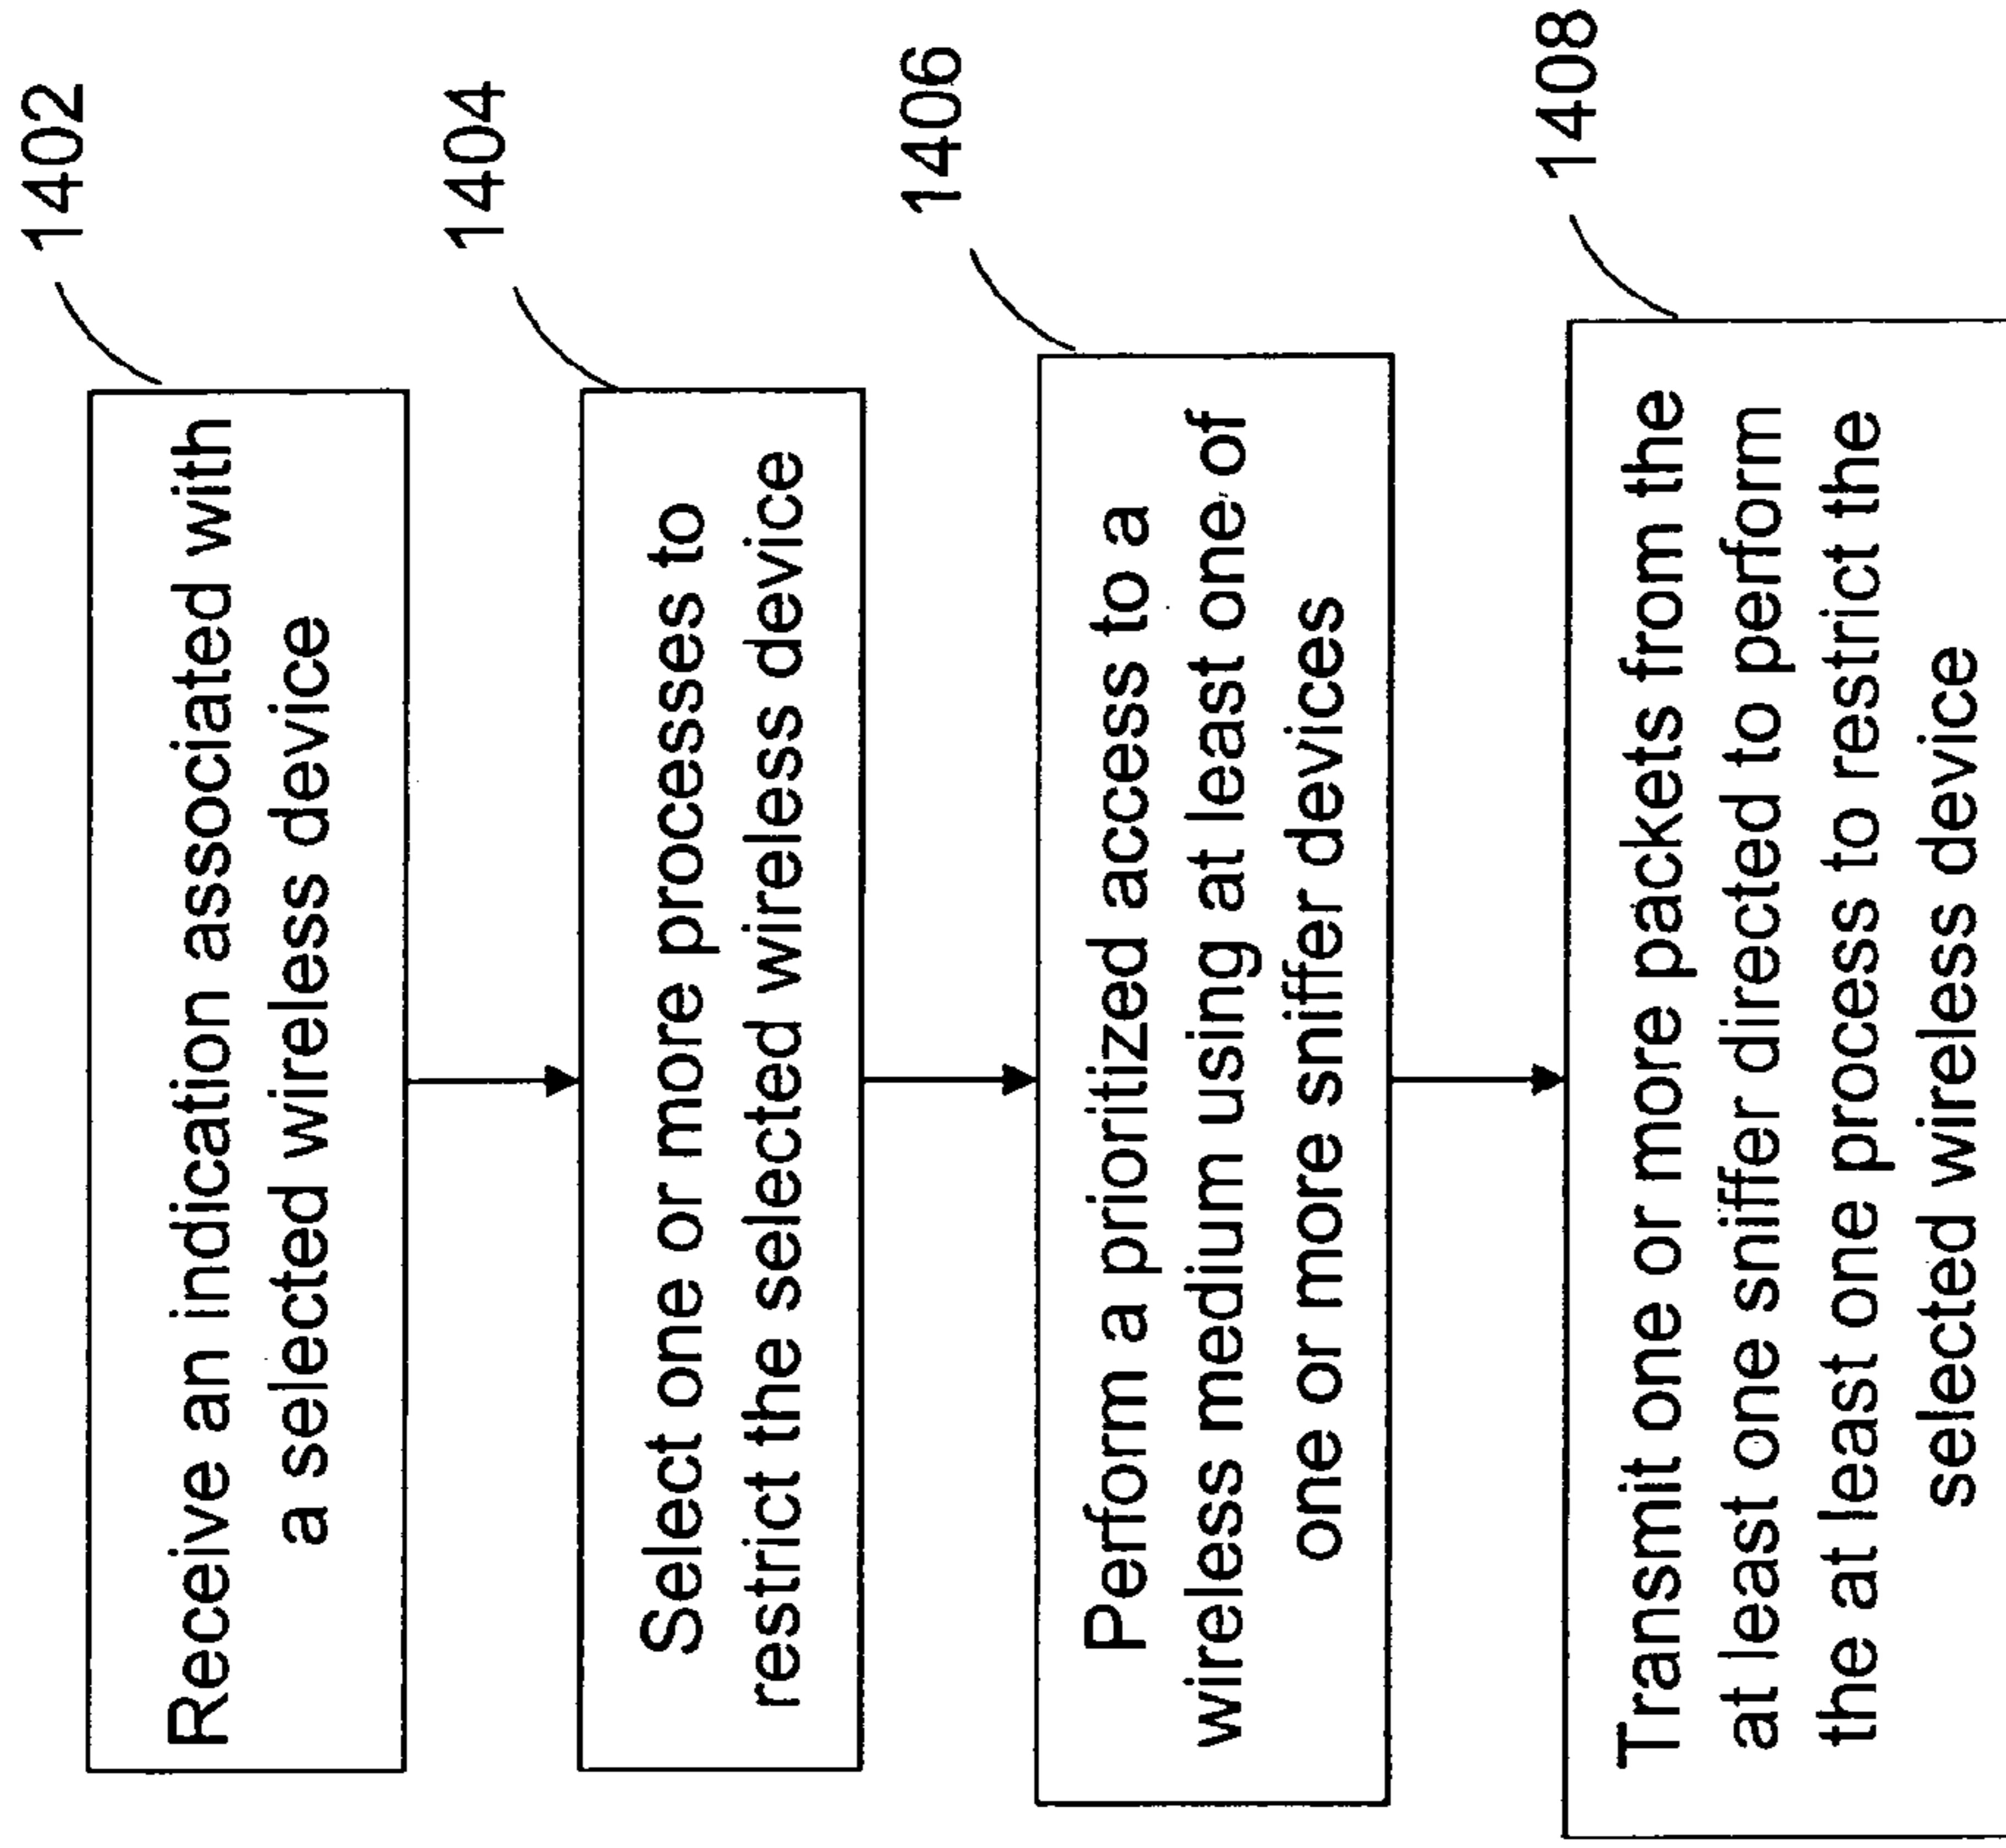 1402
Receive an indication associated with
a selected wireless device
1404
Select one or more processes to
restrict the selected wireless device
1406
Perform a prioritized access to a
wireless medium using at least one of
one or more sniffer devices
1408
Transmit one or more packets from the
at least one sniffer directed to perform
the at least one process to restrict the
selected wireless device